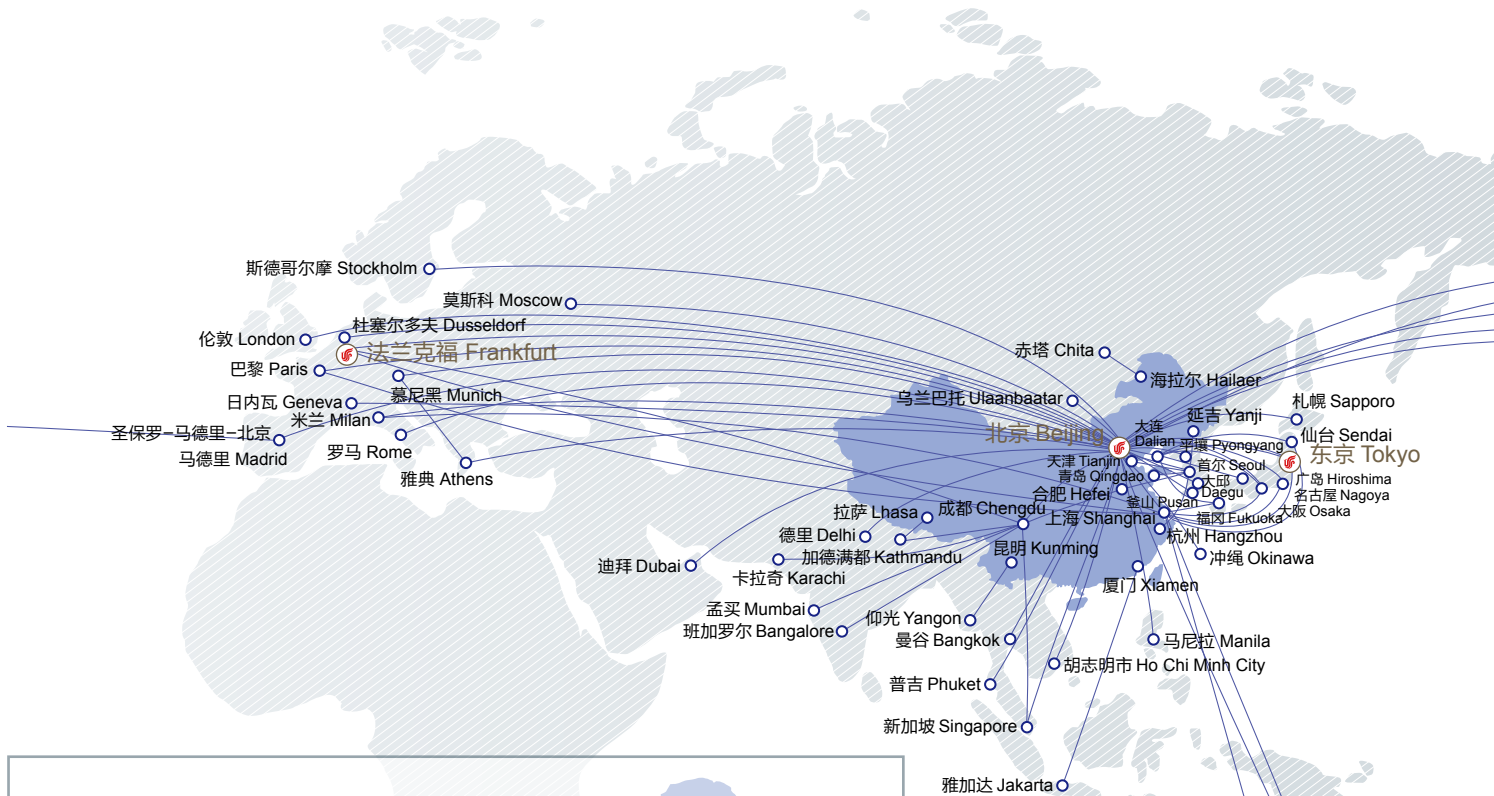 斯德哥尔摩 Stockholm
莫斯科 Moscow
杜塞尔多夫 Dusseldorf
伦敦 London
法兰克福 Frankfurt
巴黎 Paris
慕尼黑 Munich
日内瓦 Geneva
米兰 Milan
圣保罗–马德里–北京
马德里 Madrid
罗马 Rome
雅典 Athens
赤塔 Chita
海拉尔 Hailaer
乌兰巴托 Ulaanbaatar
札幌 Sapporo
延吉 Yanji
北京 Beijing
大连
Dalian
仙台 Sendai
平壤 Pyongyang
东京 Tokyo
天津 Tianjin
首尔 Seoul
青岛 Qingdao
大邱
Daegu
广岛 Hiroshima
合肥 Hefei
名古屋 Nagoya
釜山 Pusan
大阪 Osaka
拉萨 Lhasa
成都 Chengdu
上海 Shanghai
福冈 Fukuoka
德里 Delhi
杭州 Hangzhou
昆明 Kunming
加德满都 Kathmandu
冲绳 Okinawa
迪拜 Dubai
卡拉奇 Karachi
厦门 Xiamen
孟买 Mumbai
仰光 Yangon
班加罗尔 Bangalore
曼谷 Bangkok
马尼拉 Manila
胡志明市 Ho Chi Minh City
普吉 Phuket
新加坡 Singapore
雅加达 Jakarta